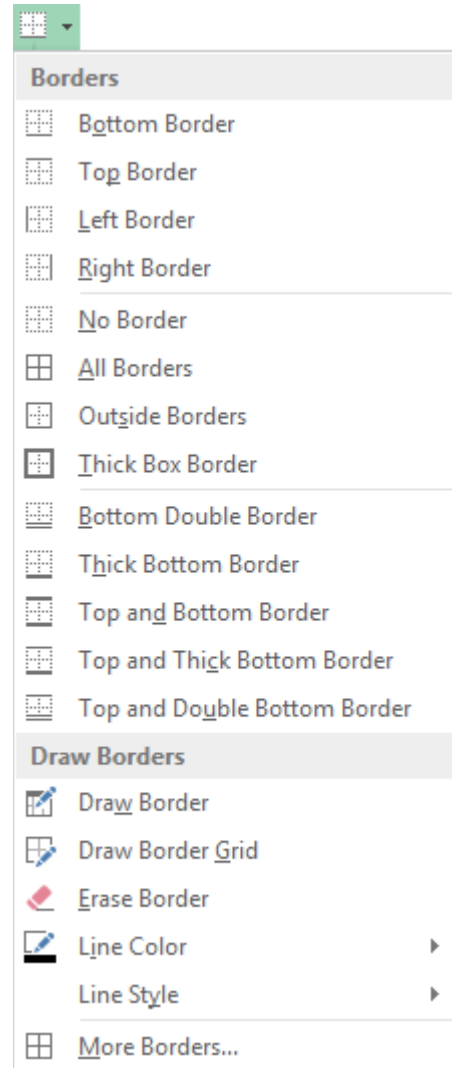 Borders
Bottom Border
Top Border
Left Border
Right Border
No Border
All Borders
Outside Borders
Thick Box Border
Bottom Double Border
Thick Bottom Border
Top and Bottom Border
Top and Thick Bottom Border
Top and Double Bottom Border
Draw Borders
Draw Border
Draw Border Grid
Erase Border
Line Color
Line Style
More Borders...